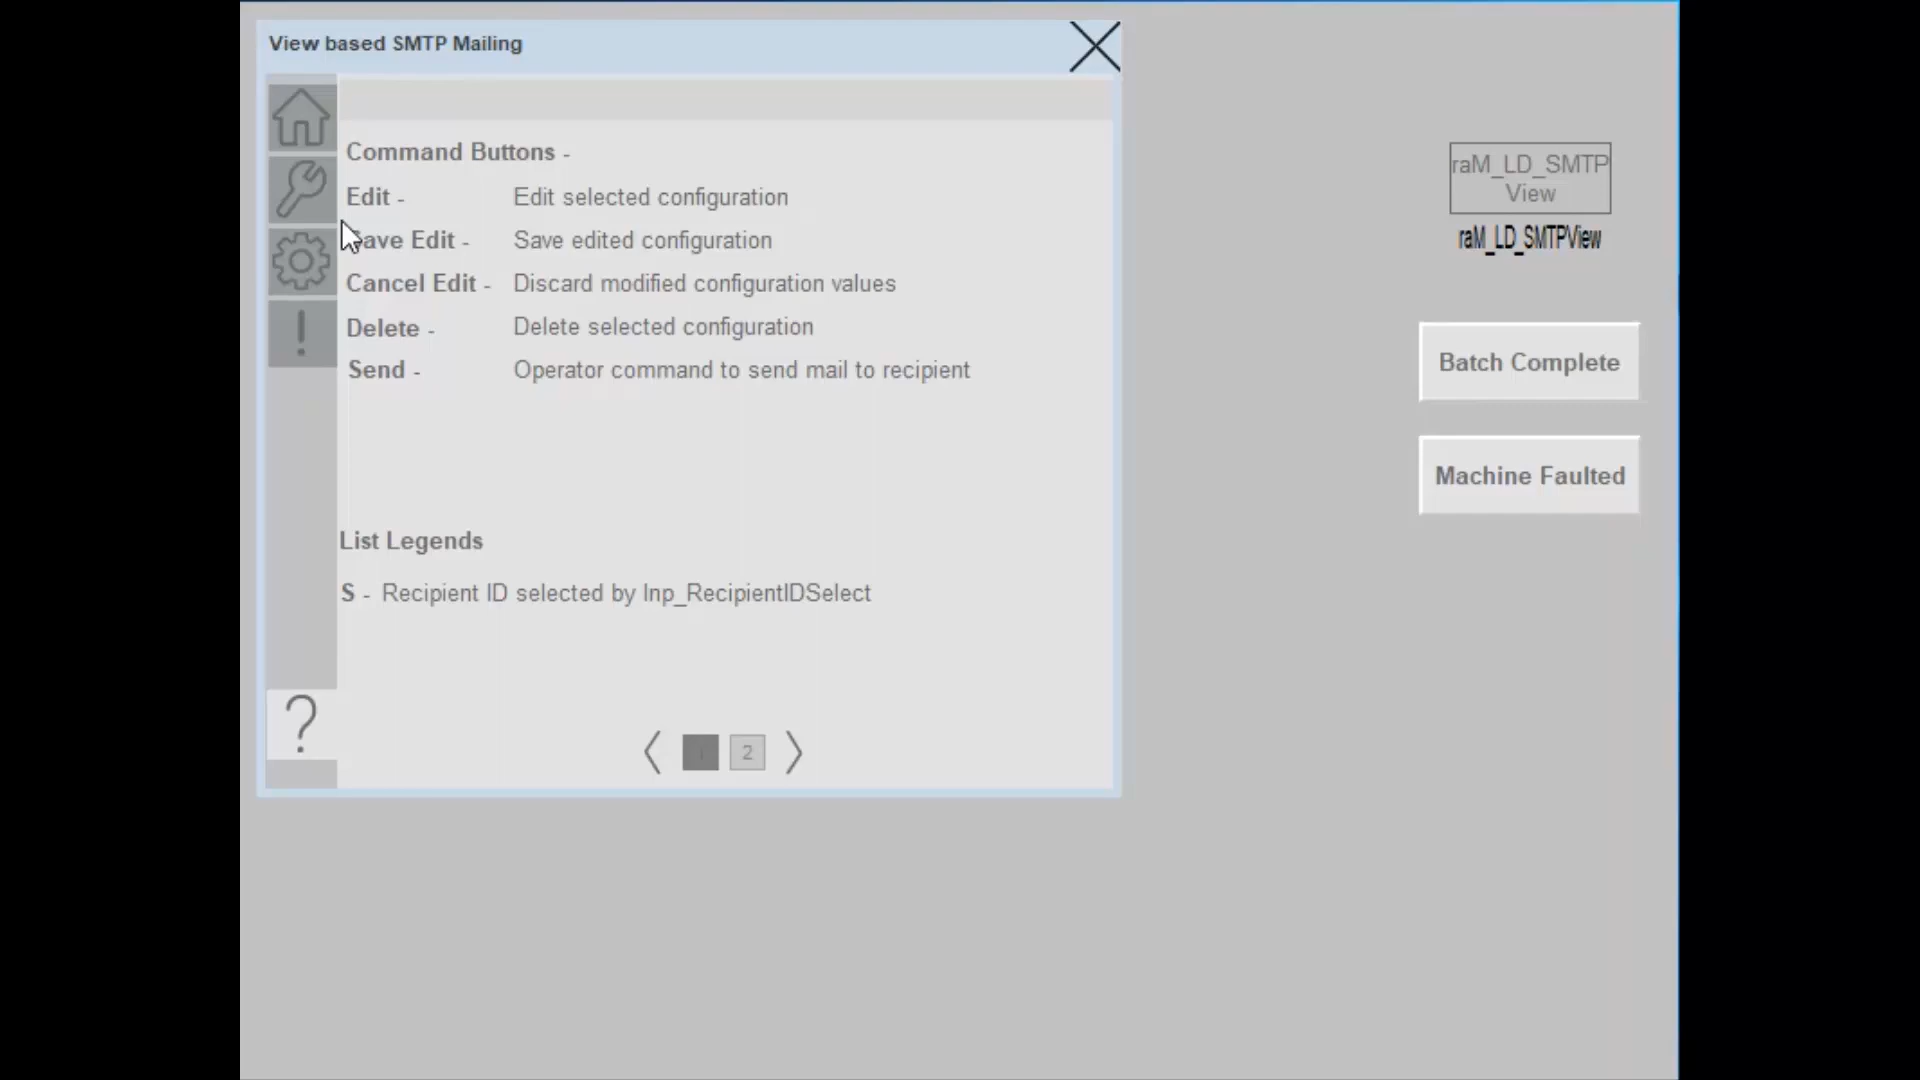 View based SMTP Mailing
Command Buttons -
Edit - Edit selected configuration
ave Edit - Save edited configuration
Cancel Edit - Discard modified configuration values
Delete - Delete selected configuration
Send - Operator command to send mail to recipient
List Legends
S - Recipient ID selected by Inp_RecipientIDSelect
?
2
raM_LD_SMTP
View
raM_LD_SMTPView
Batch Complete
Machine Faulted